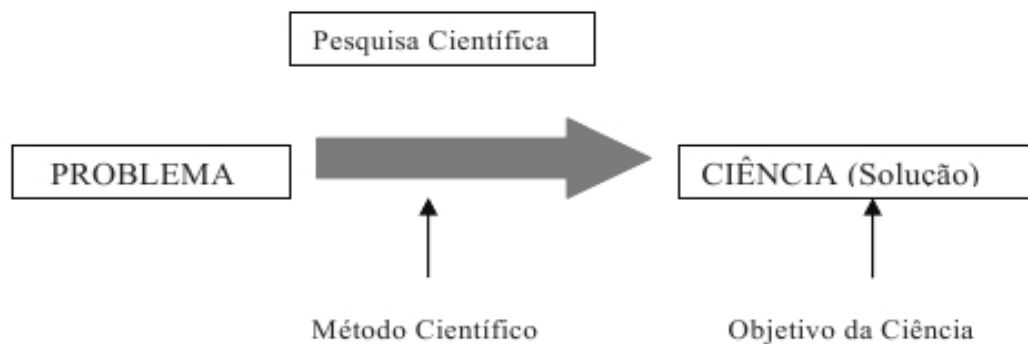 Pesquisa Científica
PROBLEMA
CIÊNCIA (Solução)
Método Científico
Objetivo da Ciência